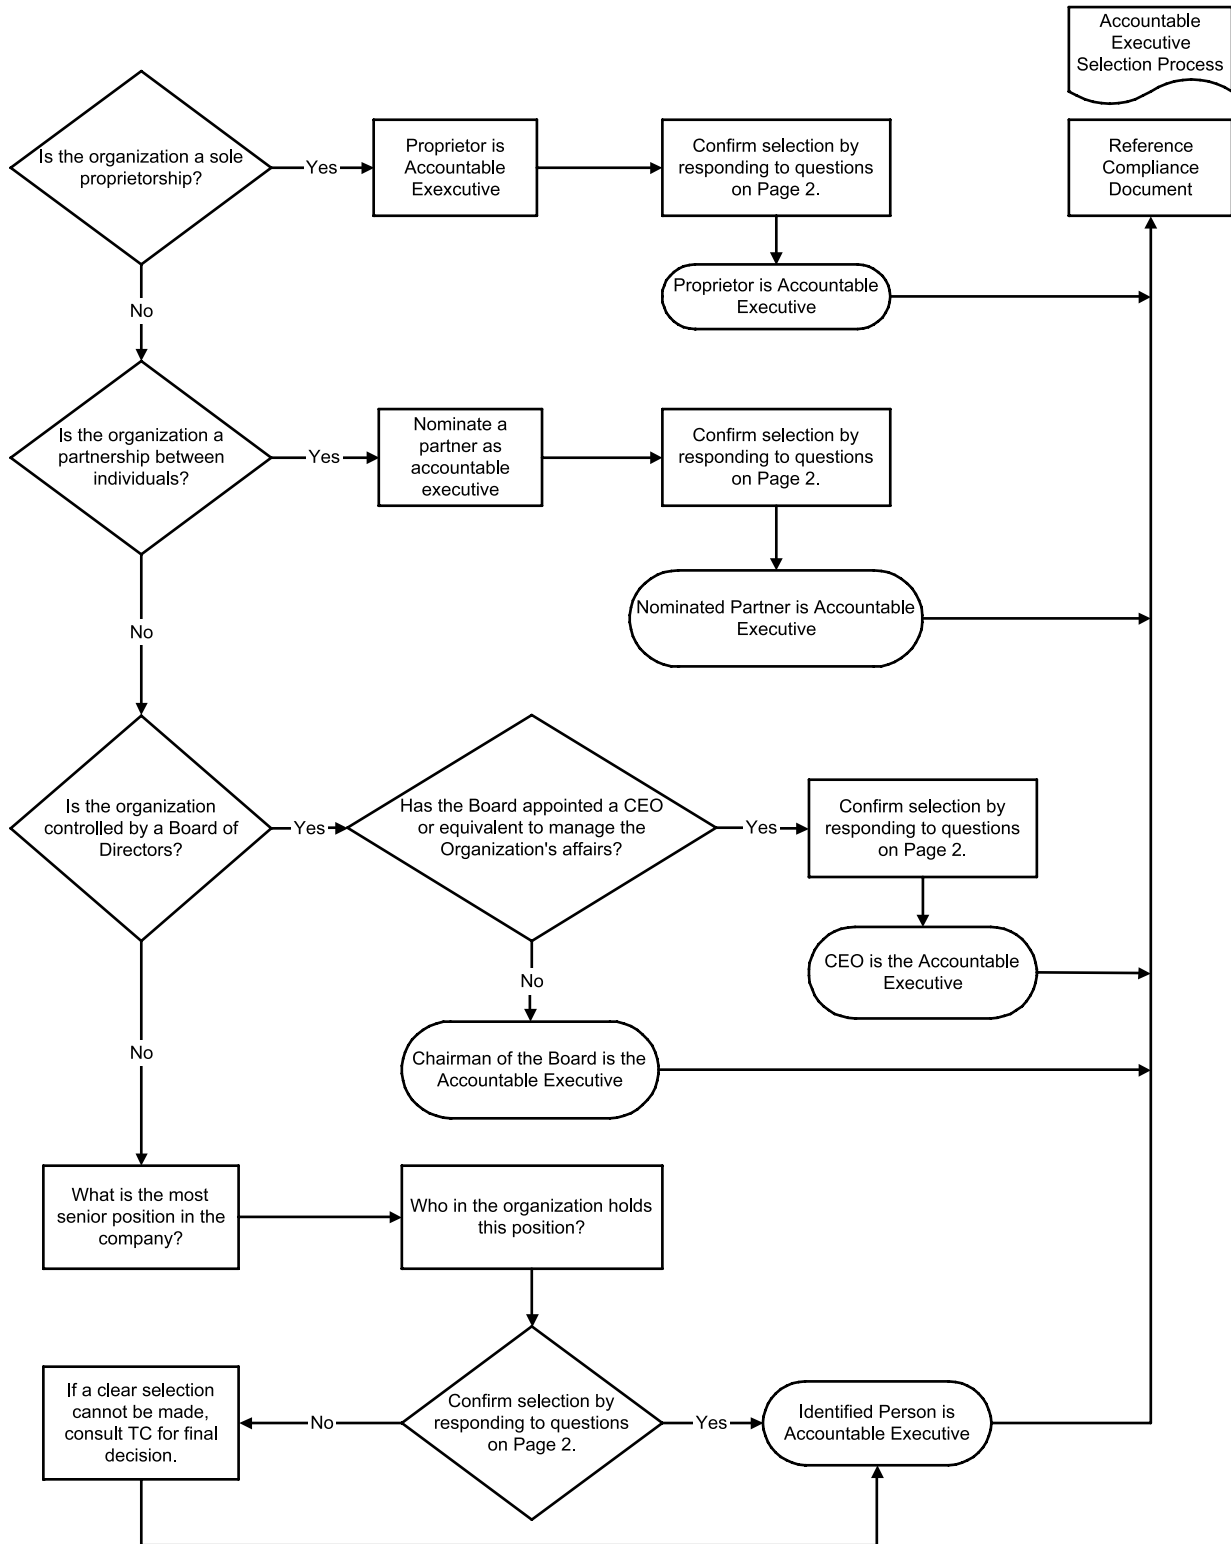 Accountable
Executive
Selection Process
Reference
Compliance
Document
Is the organization a sole
proprietorship?
Yes
Proprietor is
Accountable
Exexcutive
Confirm selection by
responding to questions
on Page 2.
Proprietor is Accountable
Executive
No
Is the organization a
partnership between
individuals?
Yes
Nominate a
partner as
accountable
executive
Confirm selection by
responding to questions
on Page 2.
Nominated Partner is Accountable
Executive
No
Is the organization
controlled by a Board of
Directors?
Yes
Has the Board appointed a CEO
or equivalent to manage the
Organization's affairs?
Yes
Confirm selection by
responding to questions
on Page 2.
CEO is the Accountable
Executive
No
Chairman of the Board is the
Accountable Executive
No
What is the most
senior position in the
company?
Who in the organization holds
this position?
Confirm selection by
responding to questions
on Page 2.
No
If a clear selection
cannot be made,
consult TC for final
decision.
Yes
Identified Person is
Accountable Executive